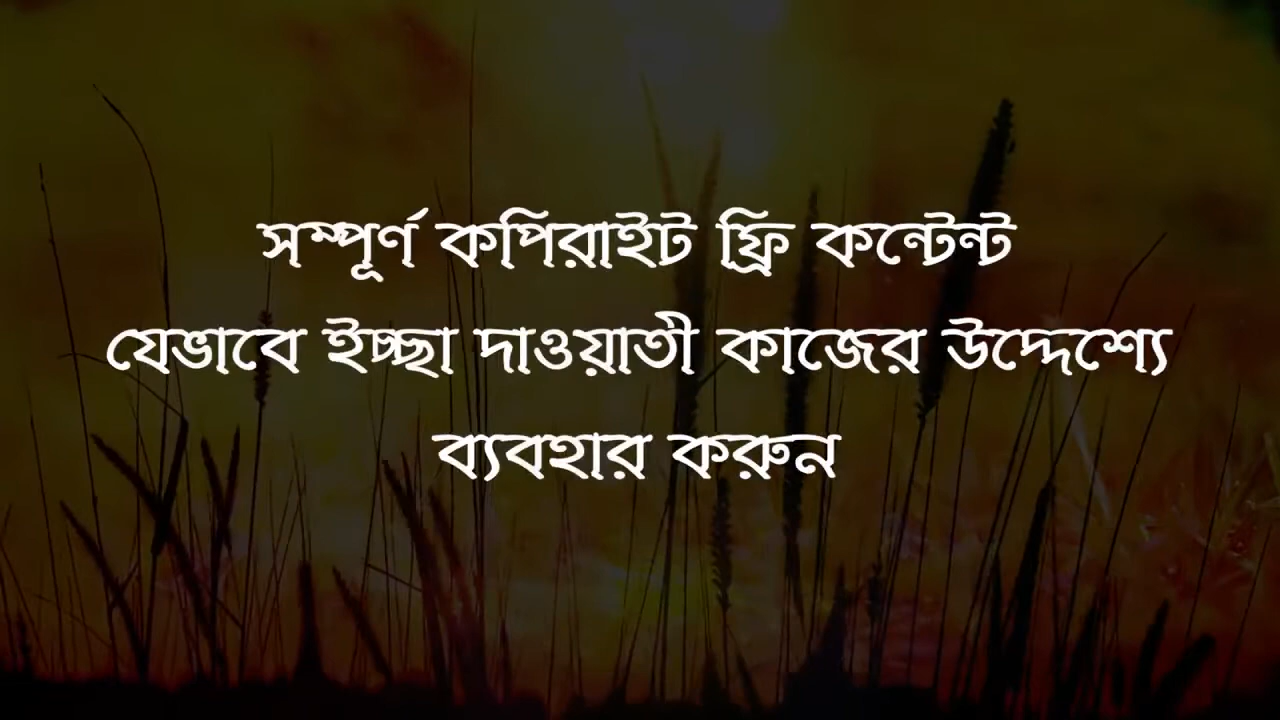 সম্পূর্ণ কপিরাইট ফ্রি কন্টেন্ট
যেভাবে ইচ্ছা দাওয়াতী কাজের উদ্দেশ্যে
ব্যবহার করুন